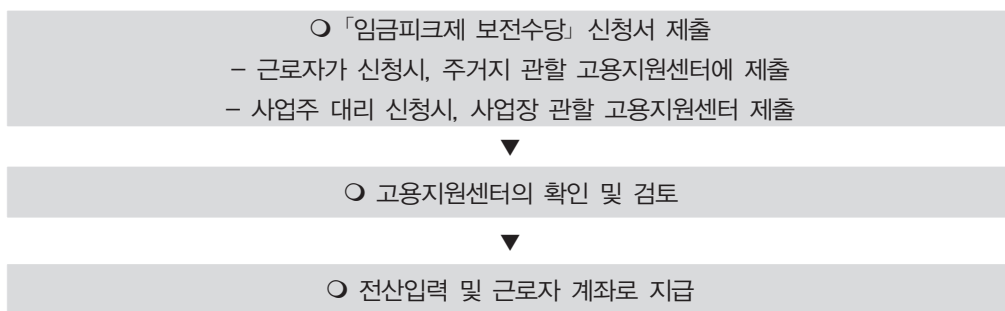 ❍ 「임금피크제 보전수당」 신청서 제출
− 근로자가 신청시, 주거지 관할 고용지원센터에 제출
− 사업주 대리 신청시, 사업장 관할 고용지원센터 제출
▼
❍ 고용지원센터의 확인 및 검토
▼
❍ 전산입력 및 근로자 계좌로 지급